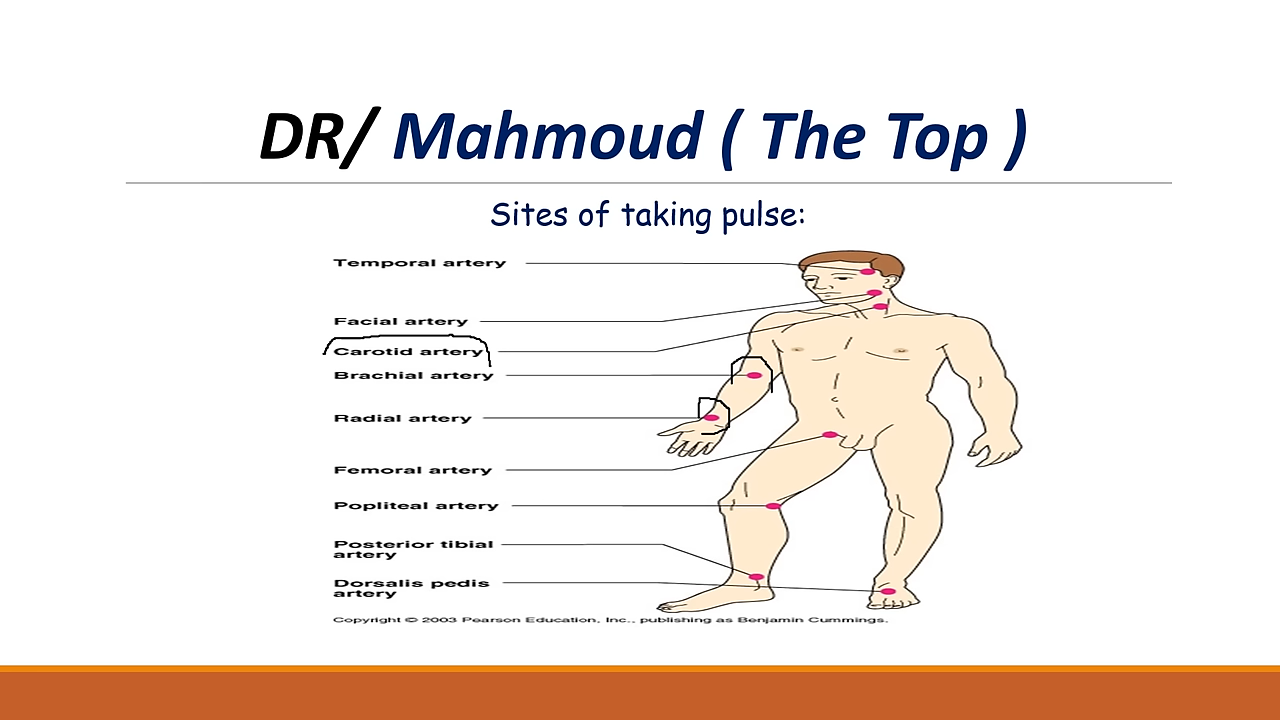 DR/ Mahmoud ( The Top )
Sites of taking pulse:
Temporal artery
Facial artery
Carotid artery
Brachial artery
Radial artery
Femoral artery
Popliteal artery
Posterior tibial
artery
Dorsalis pedis
artery
Copyright © 2003 Pearson Education, Inc., publishing as Benjamin Cummings.